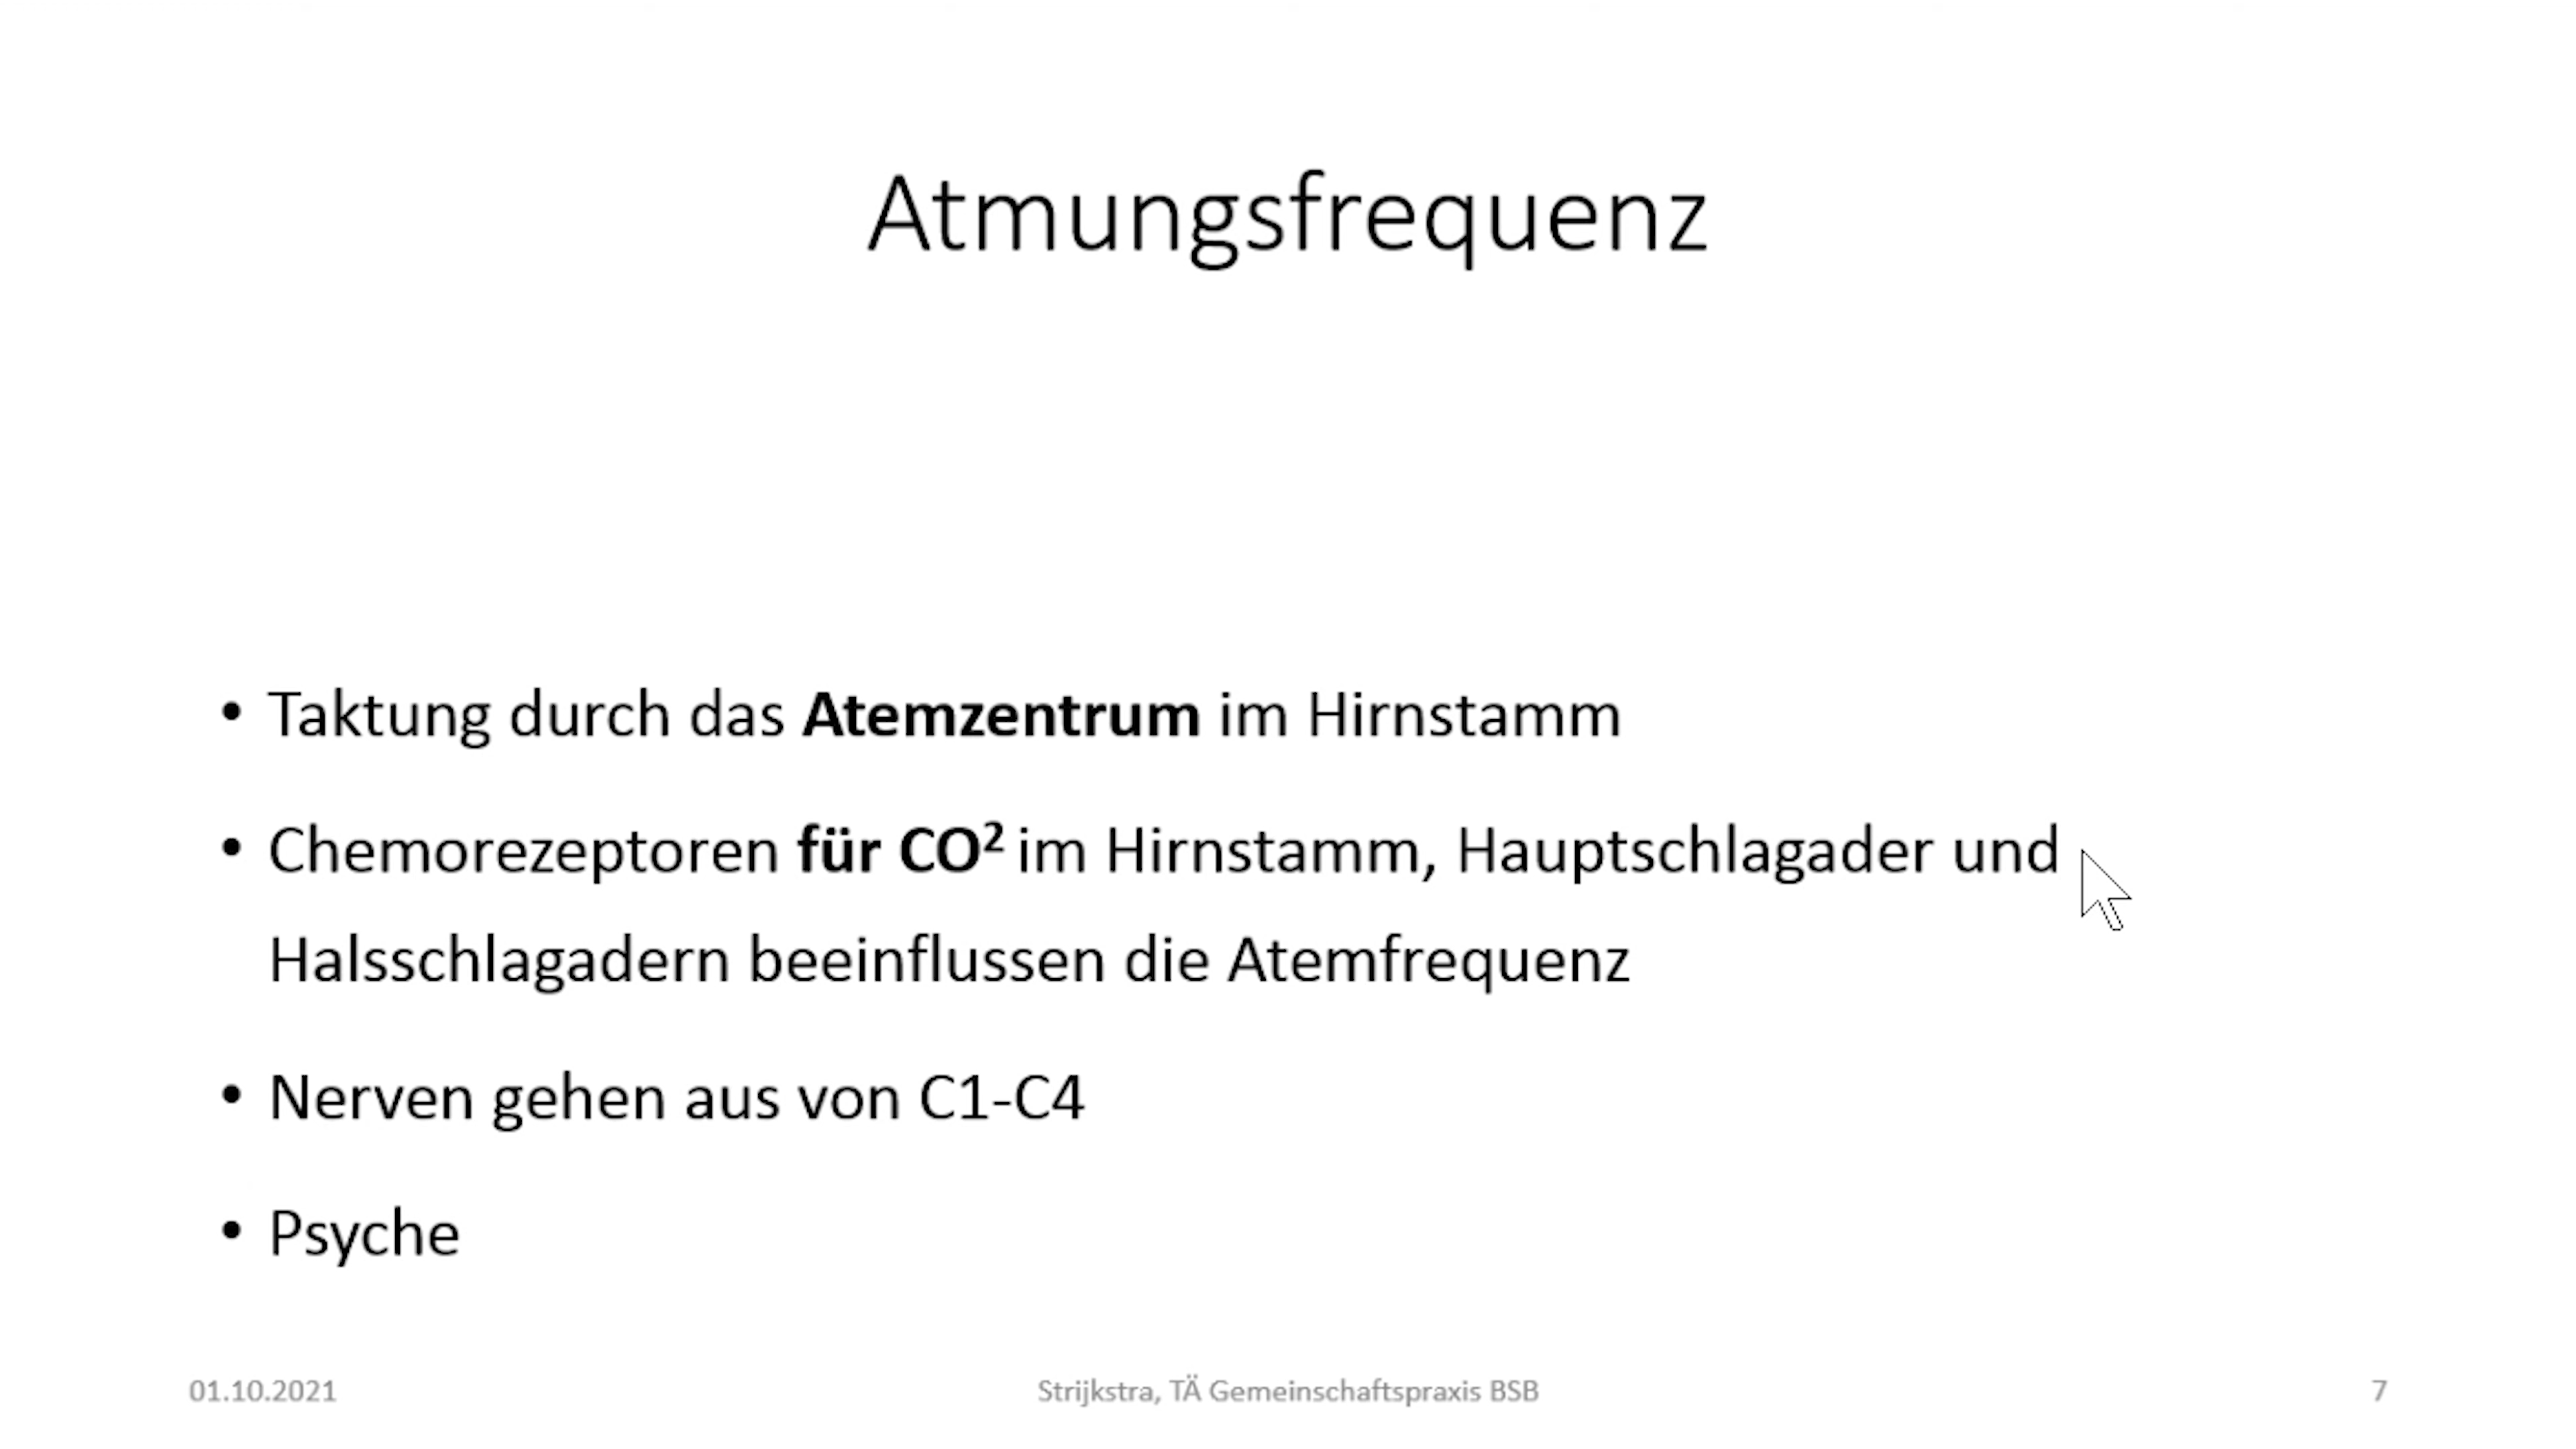 Atmungsfrequenz
• Taktung durch das Atemzentrum im Hirnstamm
• Chemorezeptoren für CO² im Hirnstamm, Hauptschlagader und
Halsschlagadern beeinflussen die Atemfrequenz
• Nerven gehen aus von C1-C4
• Psyche
01.10.2021
Strijkstra, TÄ Gemeinschaftspraxis BSB
7